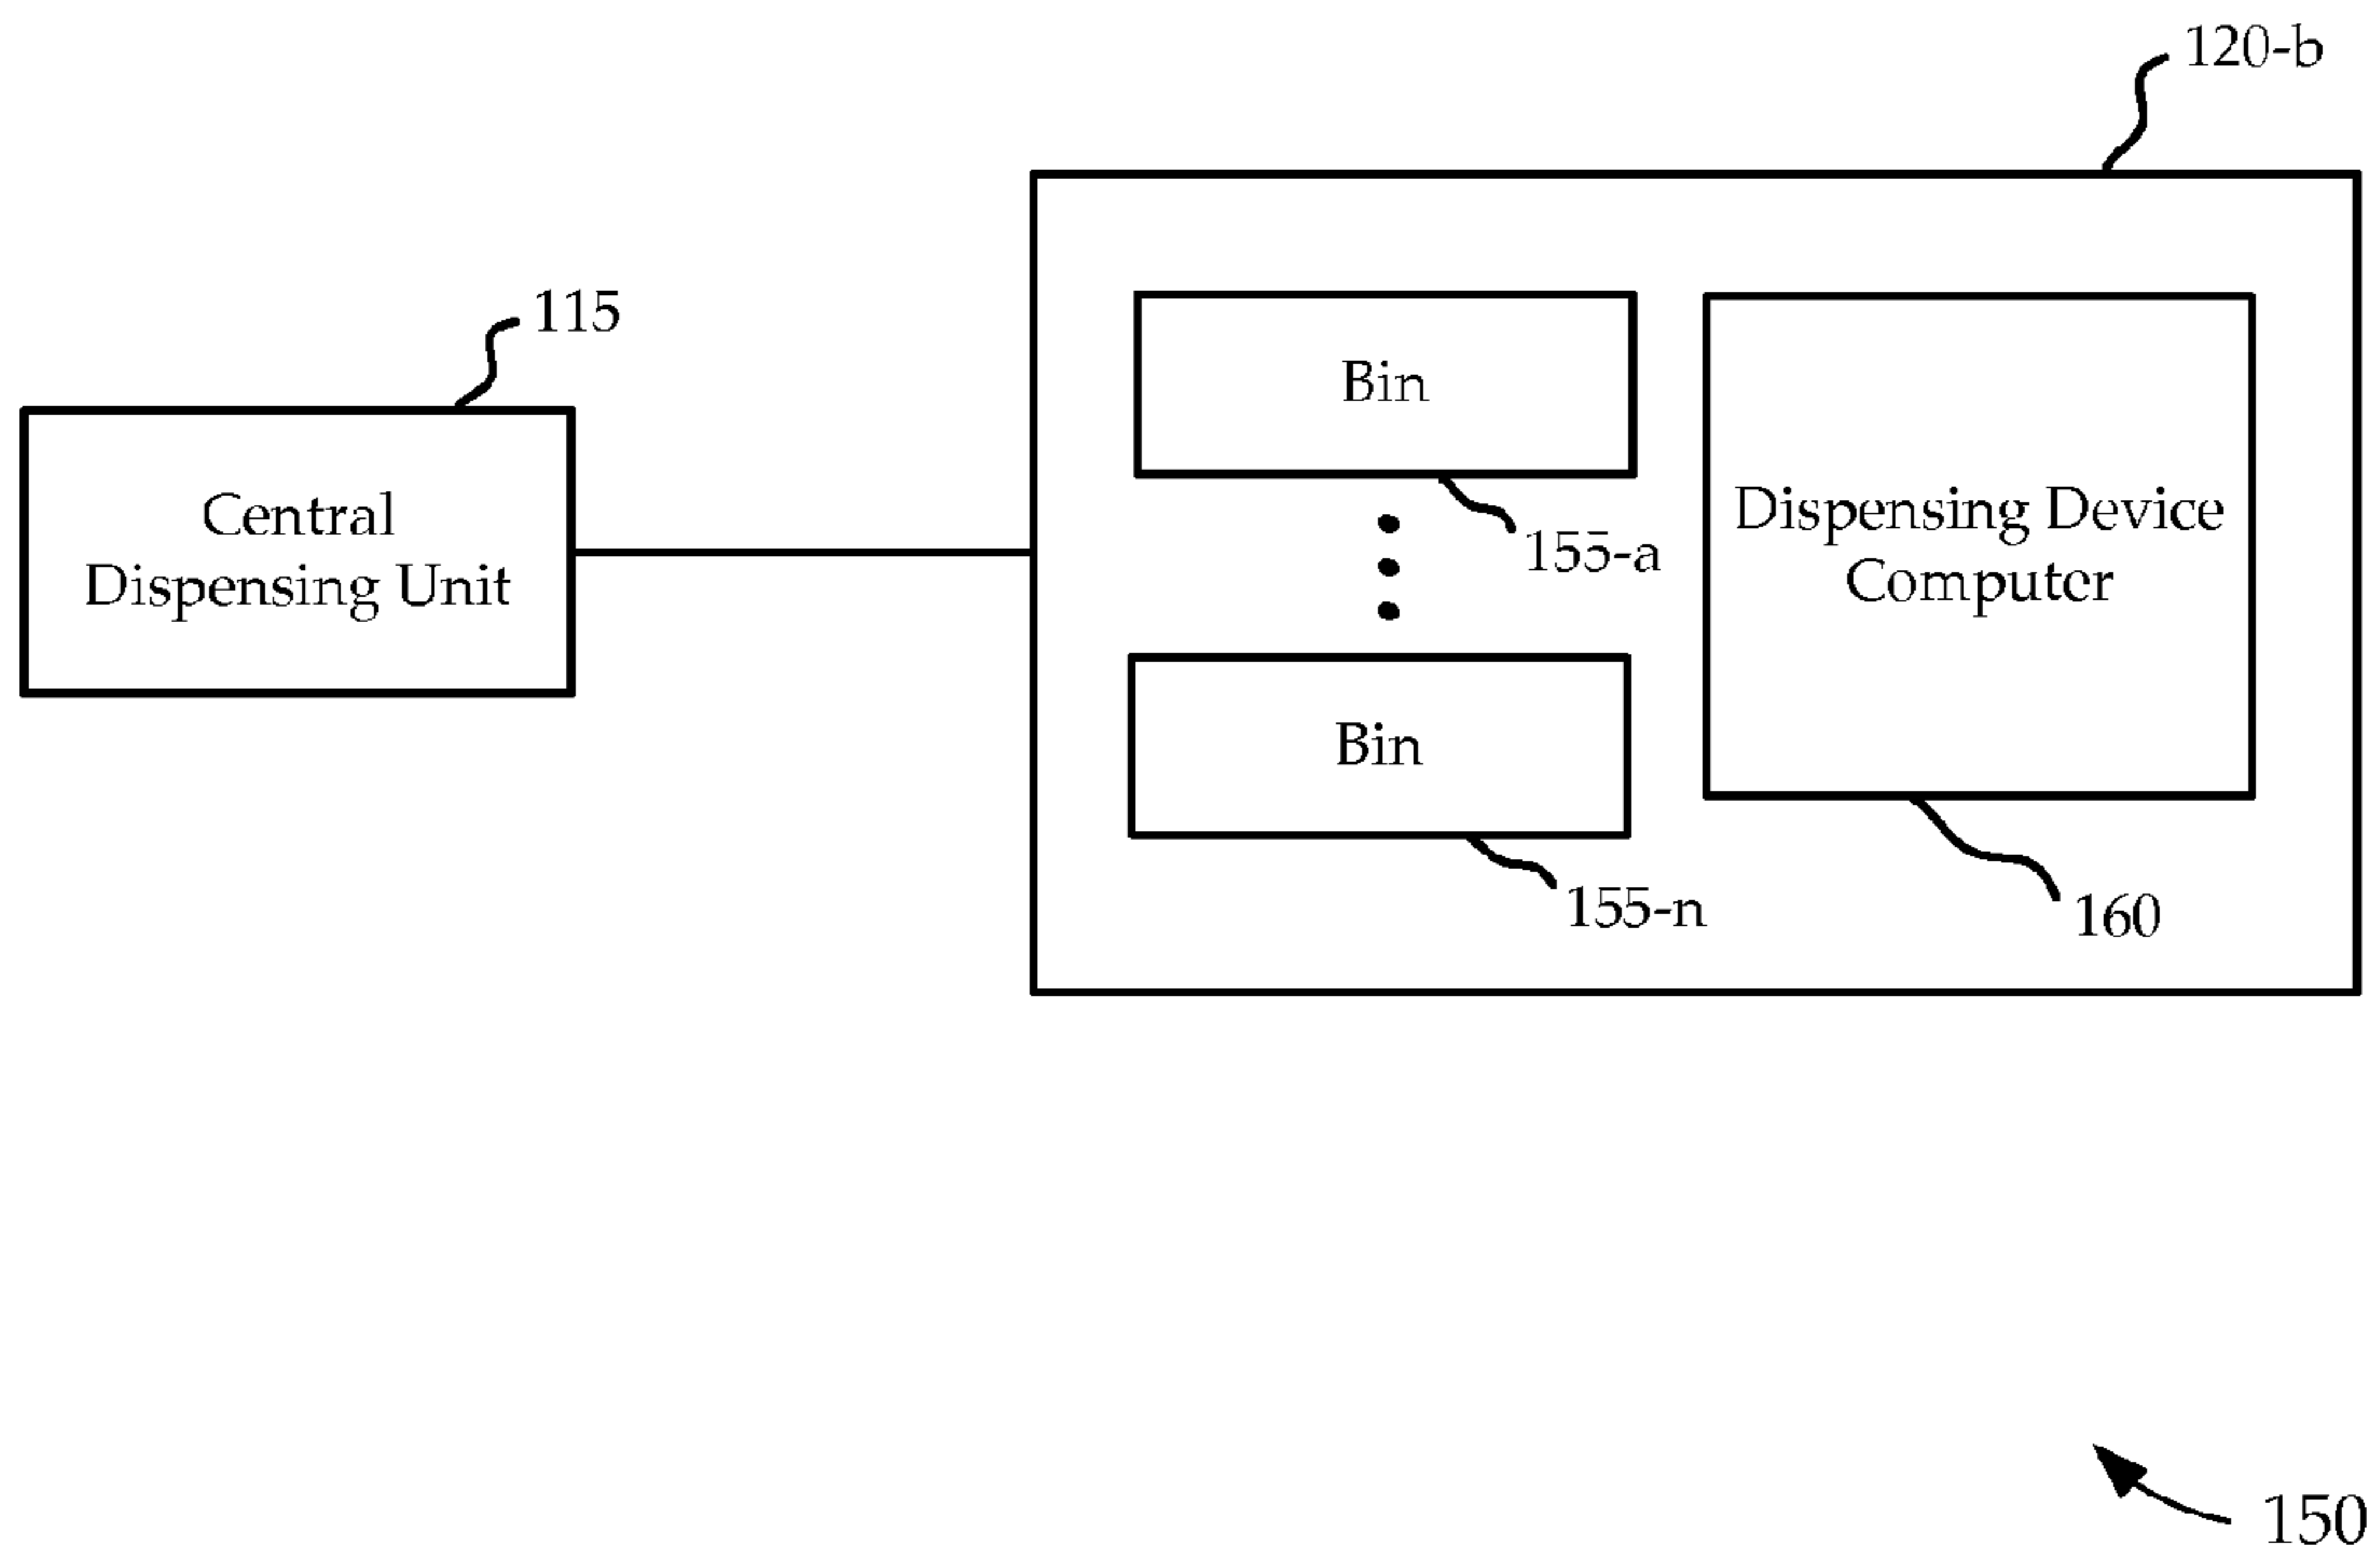 120-b
115
Central
Dispensing Unit
Bin
155-a
Dispensing Device
Computer
Bin
155-n
160
150